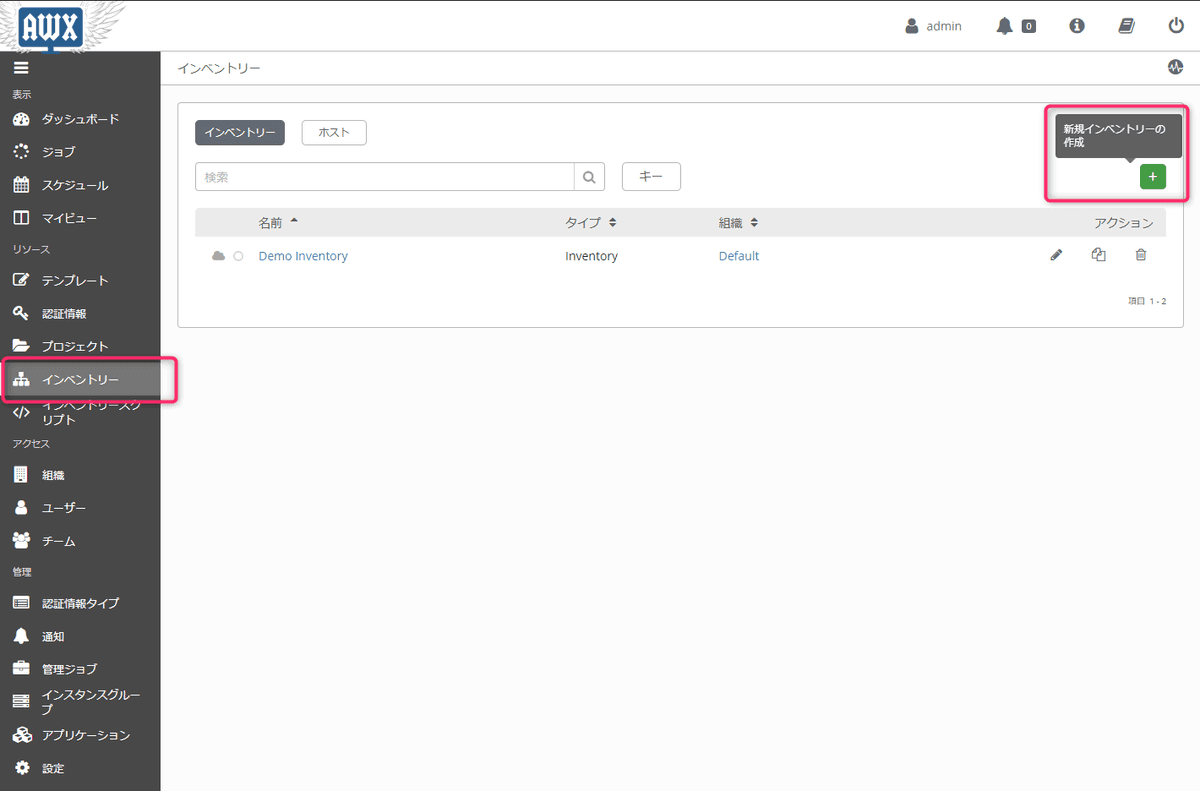 AWX
admin
0
表示
ダッシュボード
ジョブ
スケジュール
マイビュー
リソース
テンプレート
認証情報
プロジェクト
インベントリー
インベントリースク
リプト
アクセス
組織
ユーザー
チーム
管理
認証情報タイプ
通知
管理ジョブ
インスタンスグルー
プ
アプリケーション
設定
インベントリー
インベントリー
ホスト
新規インベントリーの
作成
検索
キー
+
名前
タイプ
組織
アクション
Demo Inventory
Inventory
Default
項目 1 - 2